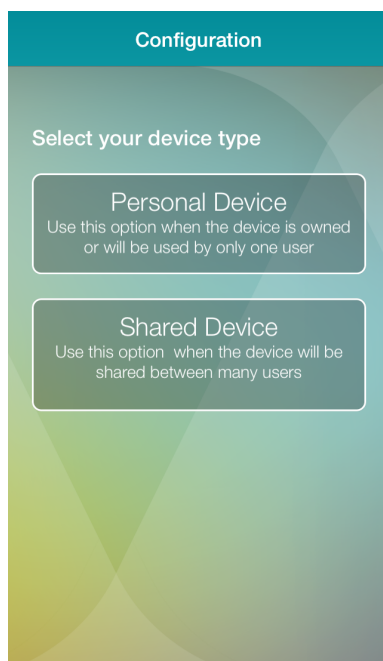 Configuration
Select your device type
Personal Device
Use this option when the device is owned
or will be used by only one user
Shared Device
Use this option  when the device will be
shared between many users